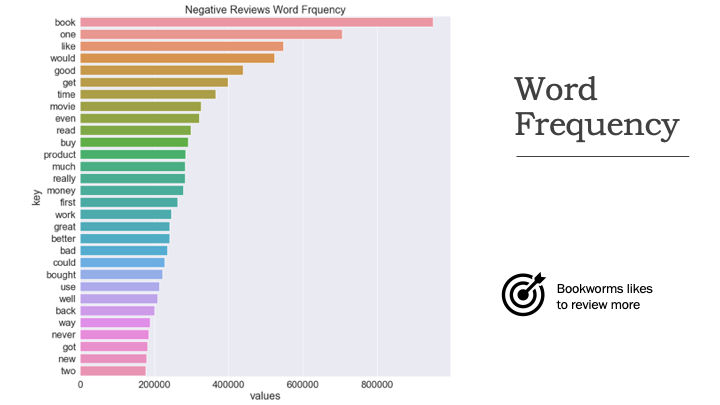 Negative Reviews Word Frquency
book
one
like
would
good
get
time
movie
even
read
buy
product
much
really
money
first
work
great
better
bad
could
bought
use
well
back
way
never
got
new
two
key
0 200000 400000 600000 800000
values
Word
Frequency
Bookworms likes
to review more